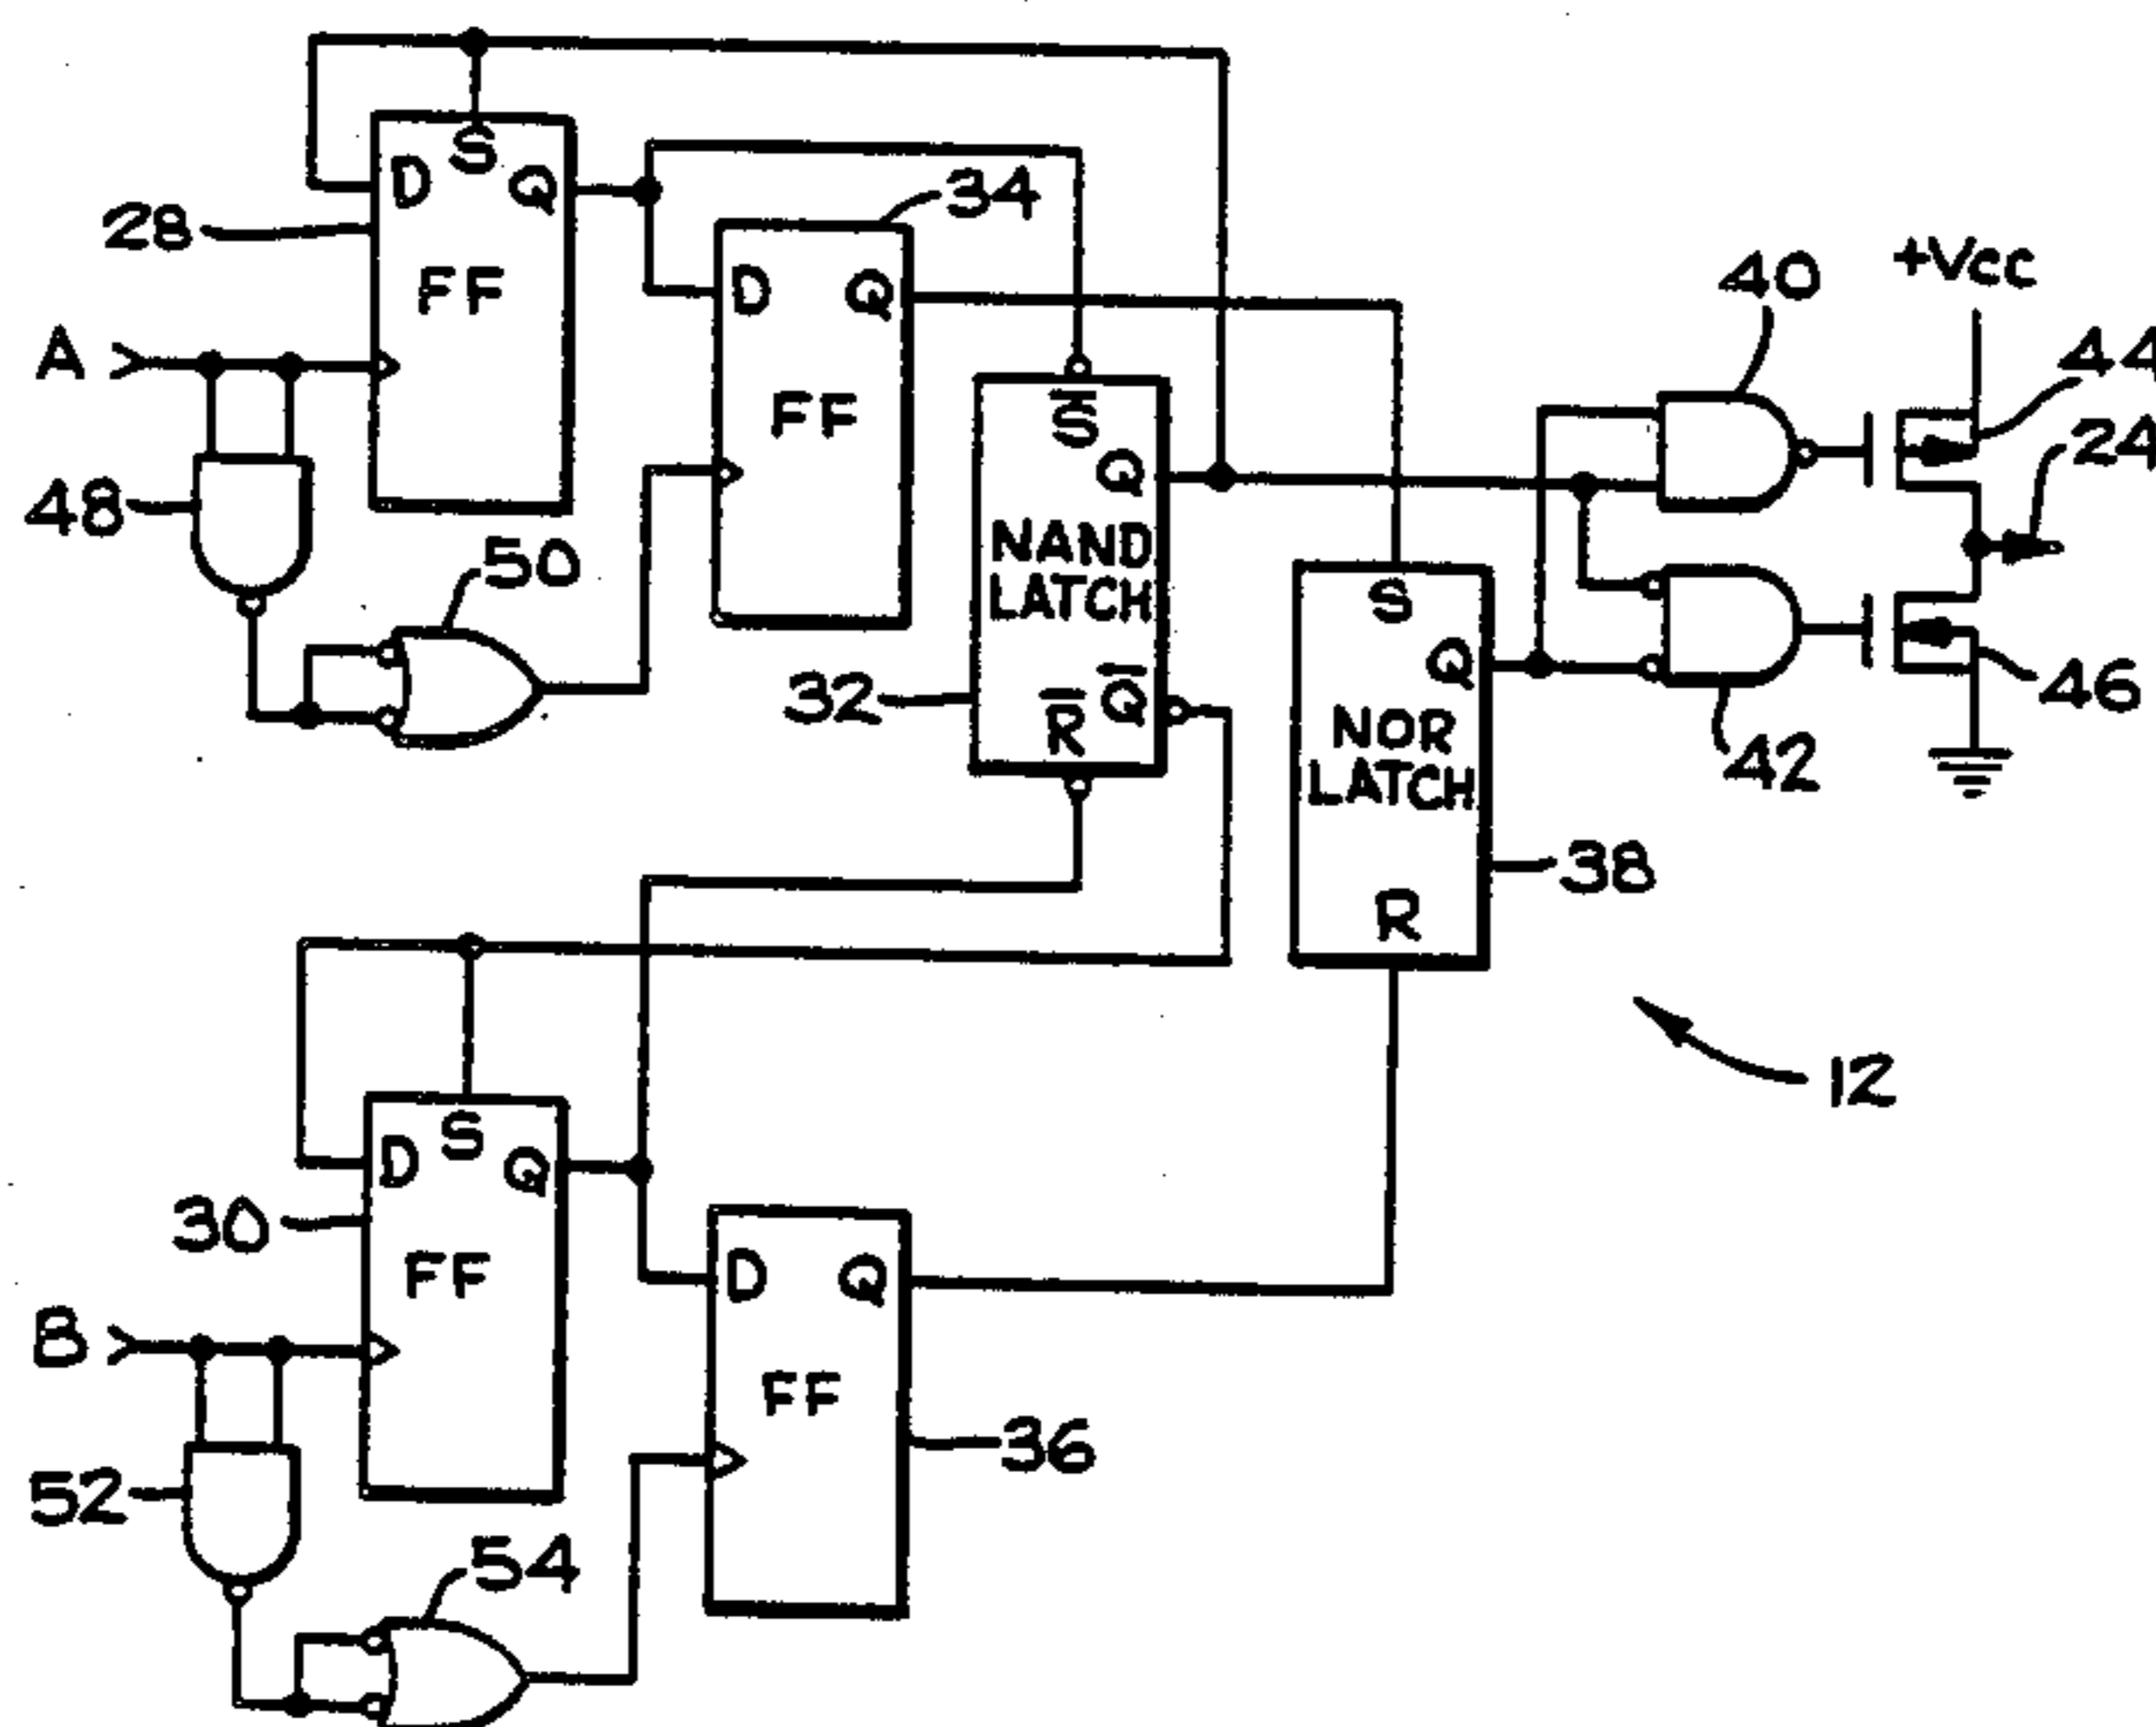 S
D Q
28
FF
34
D Q
FF
A
48
50
S̅
Q
NAND
LATCH
32
R̅ Q̅
+Vcc
40
44
24
S
Q
NOR
LATCH
46
42
38
R
12
S
D Q
30
FF
B
D Q
FF
36
52
54